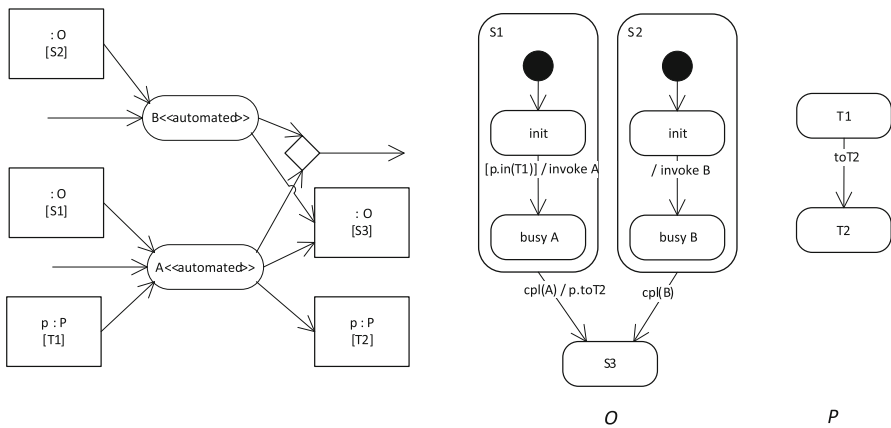 : O
[S2]
B<<automated>>
: O
[S1]
: O
[S3]
A<<automated>>
p : P
[T1]
p : P
[T2]
S1
init
[p.in(T1)] / invoke A
busy A
cpl(A) / p.toT2
S2
init
/ invoke B
busy B
cpl(B)
S3
O
T1
toT2
T2
P